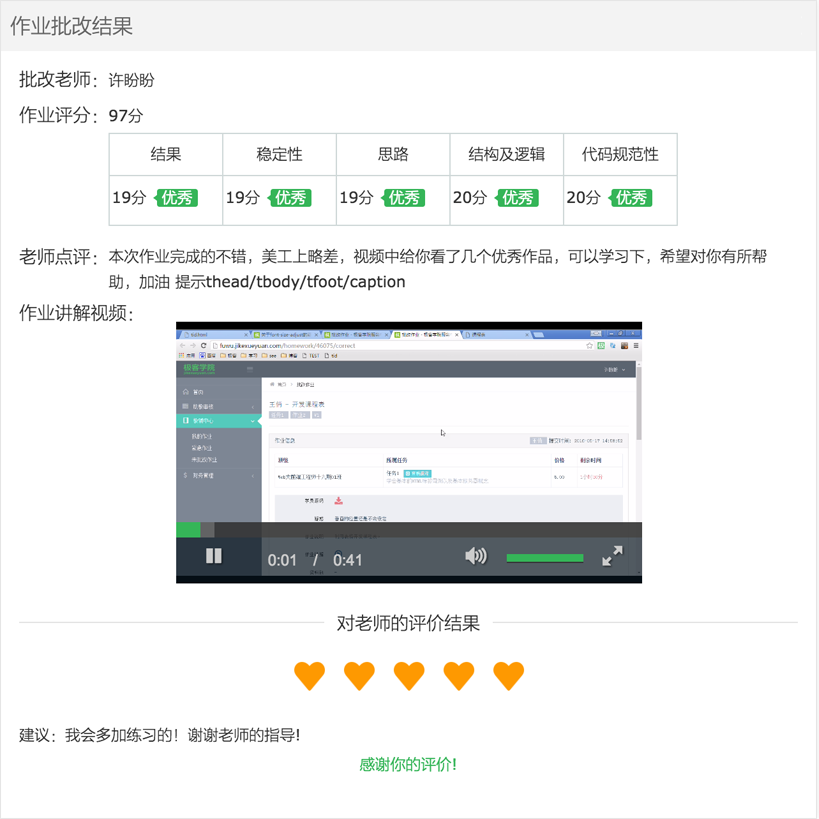 作业批改结果
批改老师：许盼盼
作业评分：97分
结果 稳定性 思路 结构及逻辑 代码规范性
19分 优秀 19分 优秀 19分 优秀 20分 优秀 20分 优秀
老师点评：本次作业完成的不错，美工上略差，视频中给你看了几个优秀作品，可以学习下，希望对你有所帮
助，加油 提示thead/tbody/tfoot/caption
作业讲解视频：
fuwu.jikexueyuan.com/homework/46075/correct
极客学院
0:01 / 0:41
对老师的评价结果
建议：我会多加练习的！谢谢老师的指导!
感谢你的评价!